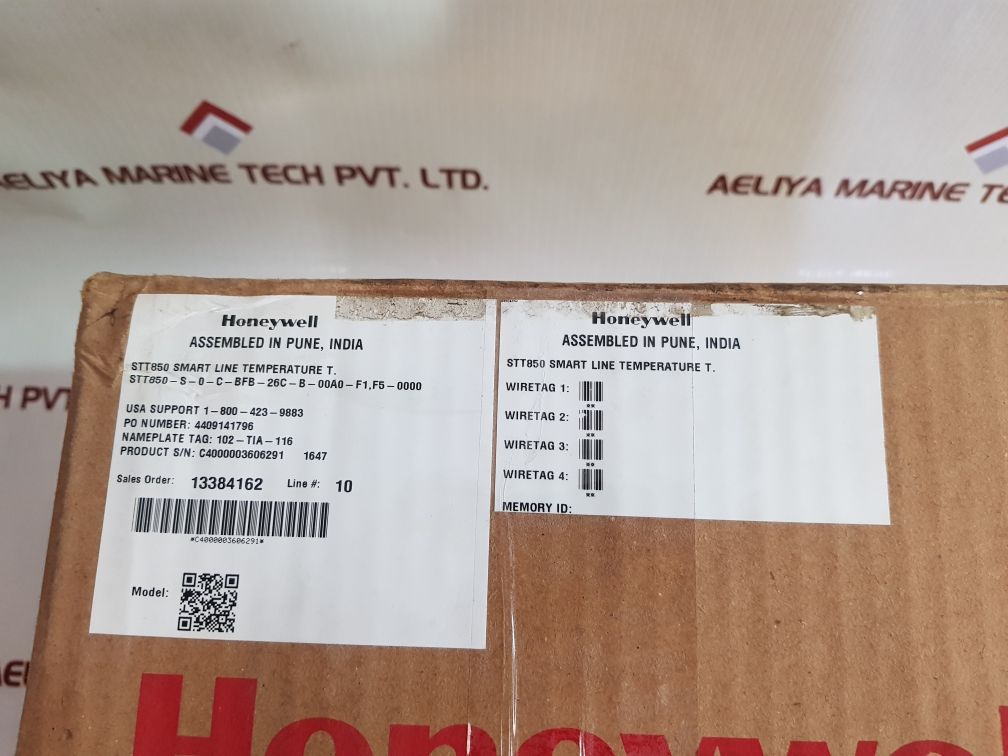 AELIYA MARINE TECH PVT. LTD.
AELIYA MARINE
Honeywell
ASSEMBLED IN PUNE, INDIA
STT850 SMART LINE TEMPERATURE T.
STT850-S-0-C-BFB-26C-B-00A0-F1,F5-0000
USA SUPPORT 1-800-423-9883
PO NUMBER: 4409141796
NAMEPLATE TAG: 102-TIA-116
PRODUCT S/N: C4000003606291 1647
Sales Order: 13384162 Line #: 10
*C4000003606291*
Model:
Honeywell
ASSEMBLED IN PUNE, INDIA
STT850 SMART LINE TEMPERATURE T.
WIRETAG 1:
**
WIRETAG 2:
**
WIRETAG 3:
**
WIRETAG 4:
**
MEMORY ID:
PVT
Honeywell